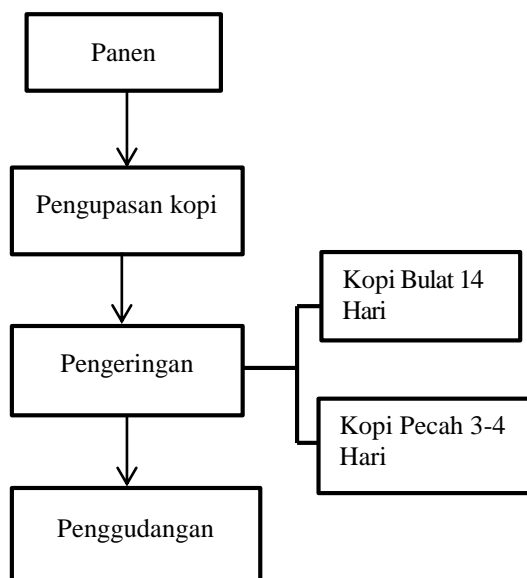 Panen
Pengupasan kopi
Pengeringan
Kopi Bulat 14
Hari
Kopi Pecah 3-4
Hari
Penggudangan